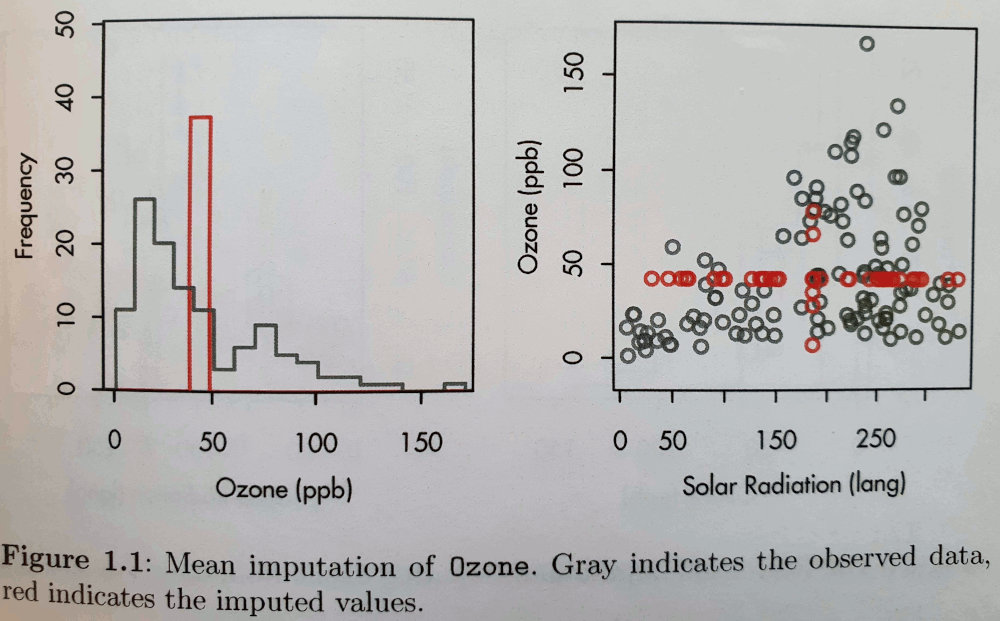 50
40
30
20
10
0
Frequency
0 50 100 150
Ozone (ppb)
150
100
50
0
Ozone (ppb)
0 50 150 250
Solar Radiation (lang)
Figure 1.1: Mean imputation of Ozone. Gray indicates the observed data,
red indicates the imputed values.